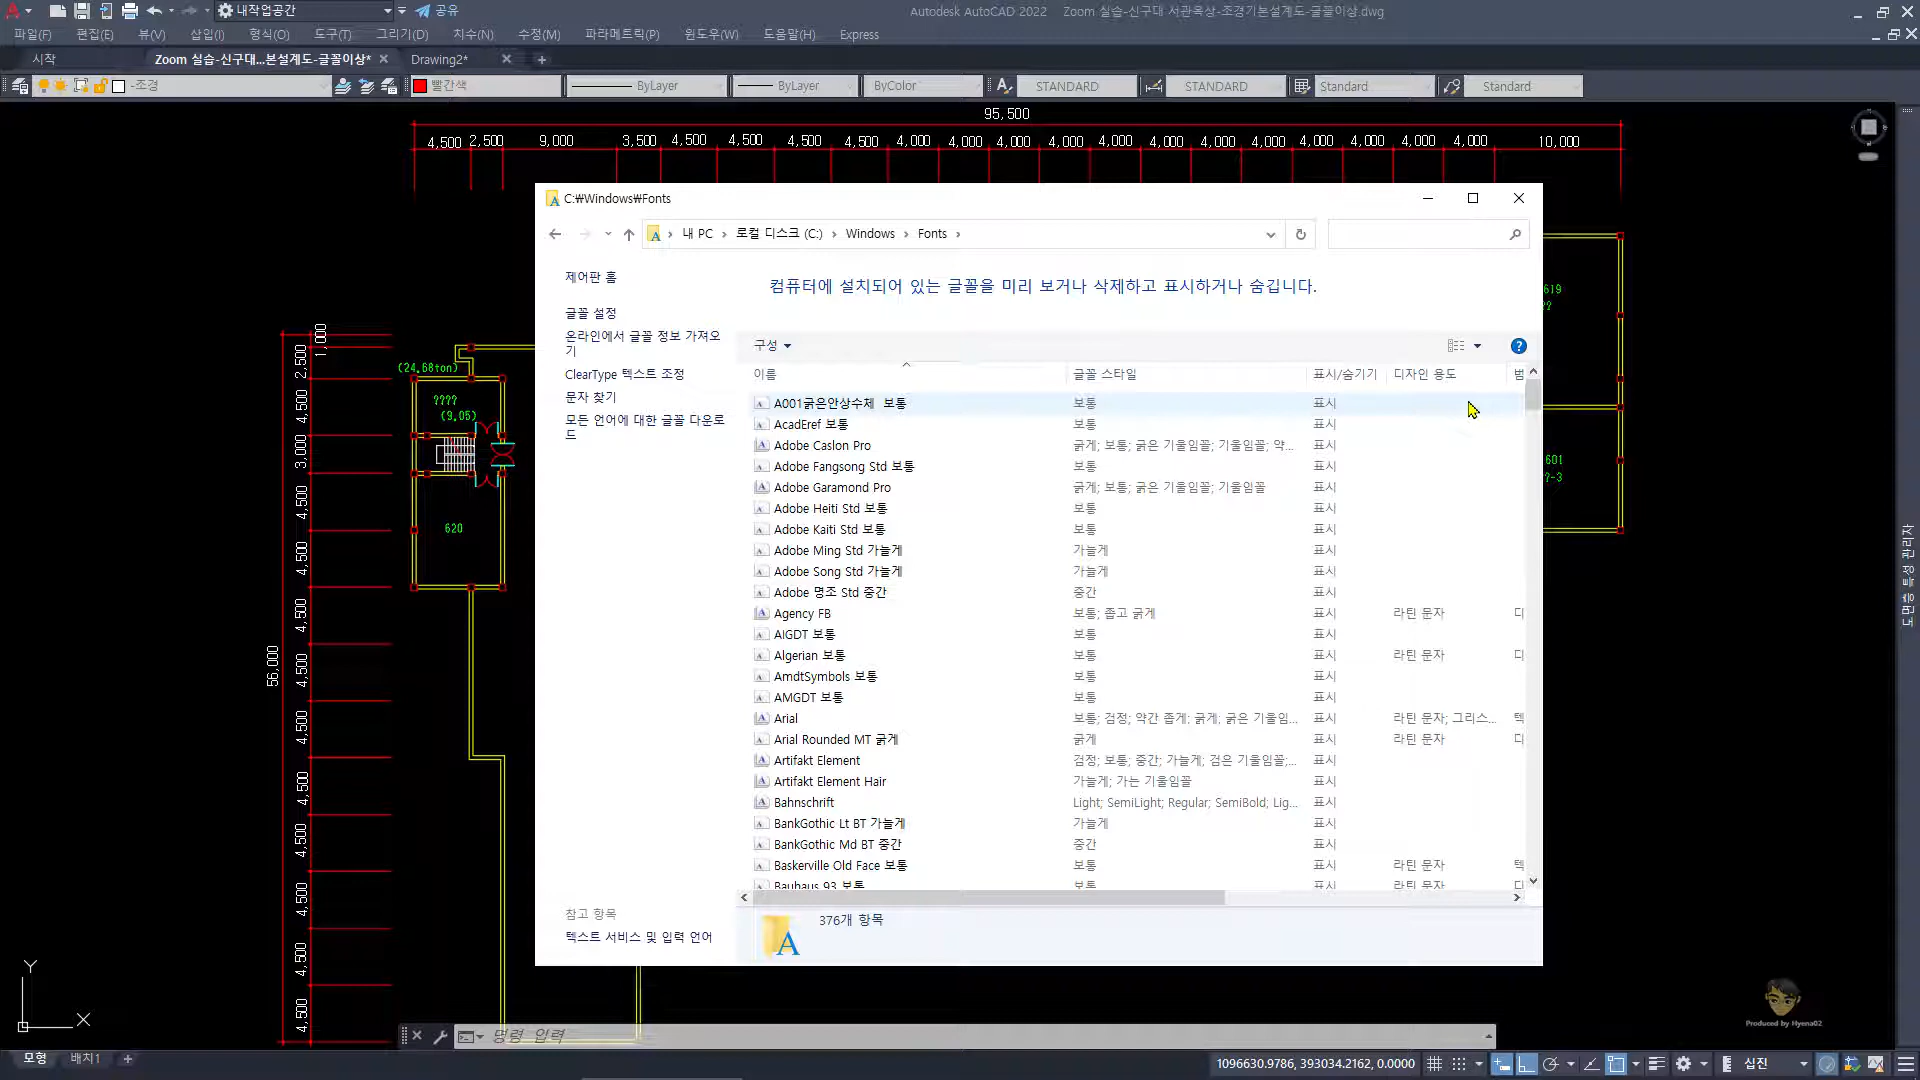 내작업공간
공유
Autodesk AutoCAD 2022 Zoom 실습-신구대 서관옥상-조경기본설계도-글꼴이상.dwg
파일(F) 편집(E) 뷰(V) 삽입(I) 형식(O) 도구(T) 그리기(D) 치수(N) 수정(M) 파라메트릭(P) 윈도우(W) 도움말(H) Express
시작 Zoom 실습-신구대...본설계도-글꼴이상* Drawing2*
-조경 빨간색 ByLayer ByLayer ByColor STANDARD STANDARD Standard Standard
95,500
4,500 2,500 9,000 3,500 4,500 4,500 4,500 4,500 4,000 4,000 4,000 4,000 4,000 4,000 4,000 4,000 4,000 4,000 4,000 4,000 10,000
C:\Windows\Fonts
내 PC 로컬 디스크 (C:) Windows Fonts
제어판 홈
글꼴 설정
온라인에서 글꼴 정보 가져오
기
ClearType 텍스트 조정
문자 찾기
모든 언어에 대한 글꼴 다운로
드
컴퓨터에 설치되어 있는 글꼴을 미리 보거나 삭제하고 표시하거나 숨깁니다.
구성
이름 글꼴 스타일 표시/숨기기 디자인 용도 범
A001굵은안상수체 보통 보통 표시
AcadEref 보통 보통 표시
Adobe Caslon Pro 굵게; 보통; 굵은 기울임꼴; 기울임꼴; 약... 표시
Adobe Fangsong Std 보통 보통 표시
Adobe Garamond Pro 굵게; 보통; 굵은 기울임꼴; 기울임꼴 표시
Adobe Heiti Std 보통 보통 표시
Adobe Kaiti Std 보통 보통 표시
Adobe Ming Std 가늘게 가늘게 표시
Adobe Song Std 가늘게 가늘게 표시
Adobe 명조 Std 중간 중간 표시
Agency FB 보통; 좁고 굵게 표시 라틴 문자 디
AIGDT 보통 보통 표시
Algerian 보통 보통 표시 라틴 문자 디
AmdtSymbols 보통 보통 표시
AMGDT 보통 보통 표시
Arial 보통; 검정; 약간 좁게; 굵게; 굵은 기울임... 표시 라틴 문자; 그리스... 텍
Arial Rounded MT 굵게 굵게 표시 라틴 문자 디
Artifakt Element 검정; 보통; 중간; 가늘게; 검은 기울임꼴;... 표시
Artifakt Element Hair 가늘게; 가는 기울임꼴 표시
Bahnschrift Light; SemiLight; Regular; SemiBold; Lig... 표시
BankGothic Lt BT 가늘게 가늘게 표시
BankGothic Md BT 중간 중간 표시
Baskerville Old Face 보통 보통 표시 라틴 문자 텍
Bauhaus 93 보통 보통 표시 라틴 문자 디
참고 항목
텍스트 서비스 및 입력 언어
376개 항목
1,000
2,500
4,500
3,000
4,500
4,500
4,500
4,500
4,500
4,500
4,500
4,500
4,500
4,500
56,000
(24.68ton)
????
(9.05)
620
619
??
601
?-3
도면층 특성 관리자
Y
X
명령 입력
Produced by Hyena02
모형 배치1 +
1096630.9786, 393034.2162, 0.0000 십진